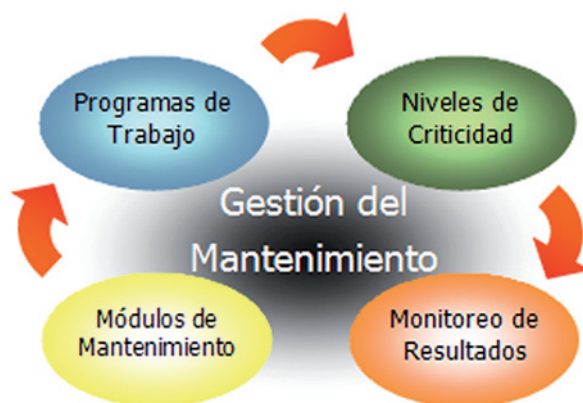 Programas de
Trabajo
Niveles de
Criticidad
Gestión del
Mantenimiento
Módulos de
Mantenimiento
Monitoreo de
Resultados